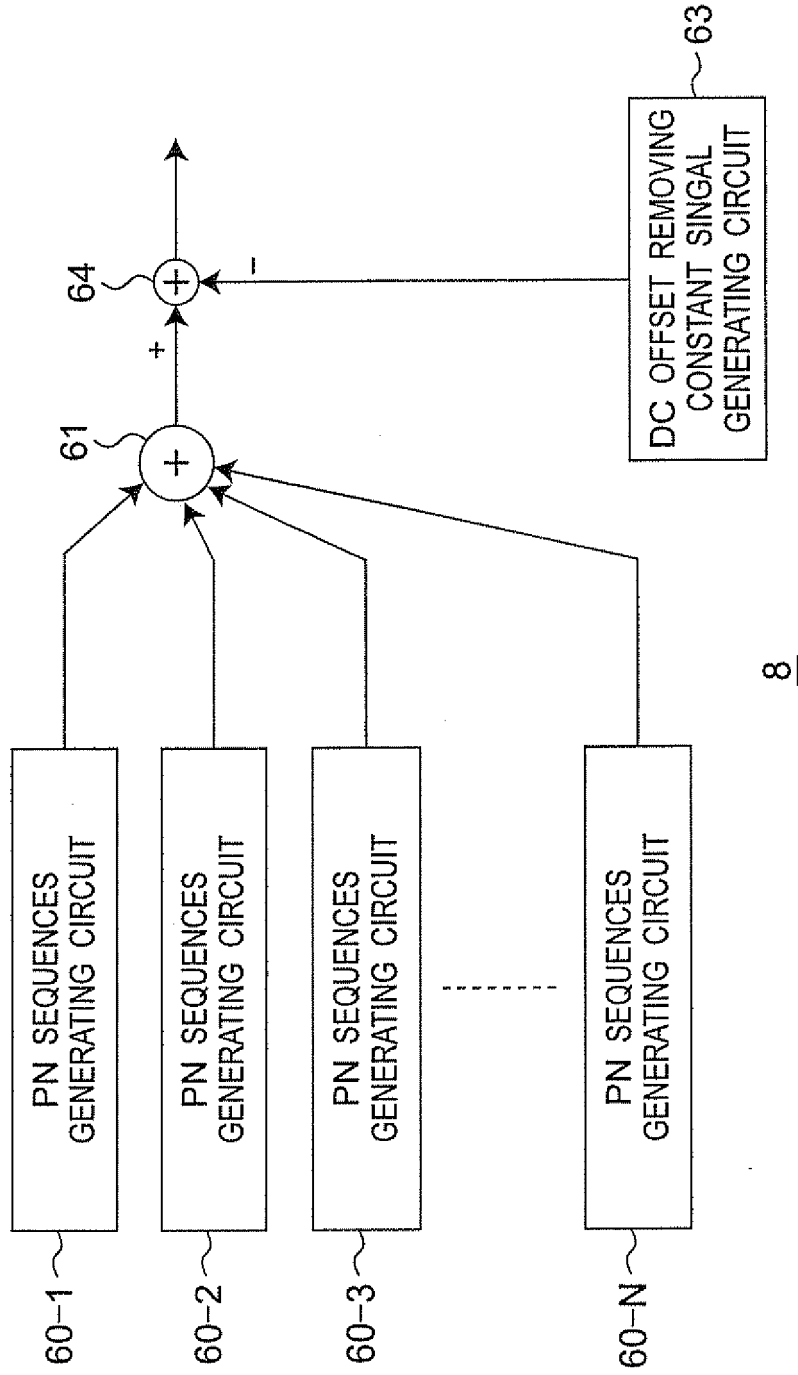 60-1
PN SEQUENCES
GENERATING CIRCUIT
60-2
PN SEQUENCES
GENERATING CIRCUIT
60-3
PN SEQUENCES
GENERATING CIRCUIT
60-N
PN SEQUENCES
GENERATING CIRCUIT
61
+
+
64
+
-
63
DC OFFSET REMOVING
CONSTANT SINGAL
GENERATING CIRCUIT
8